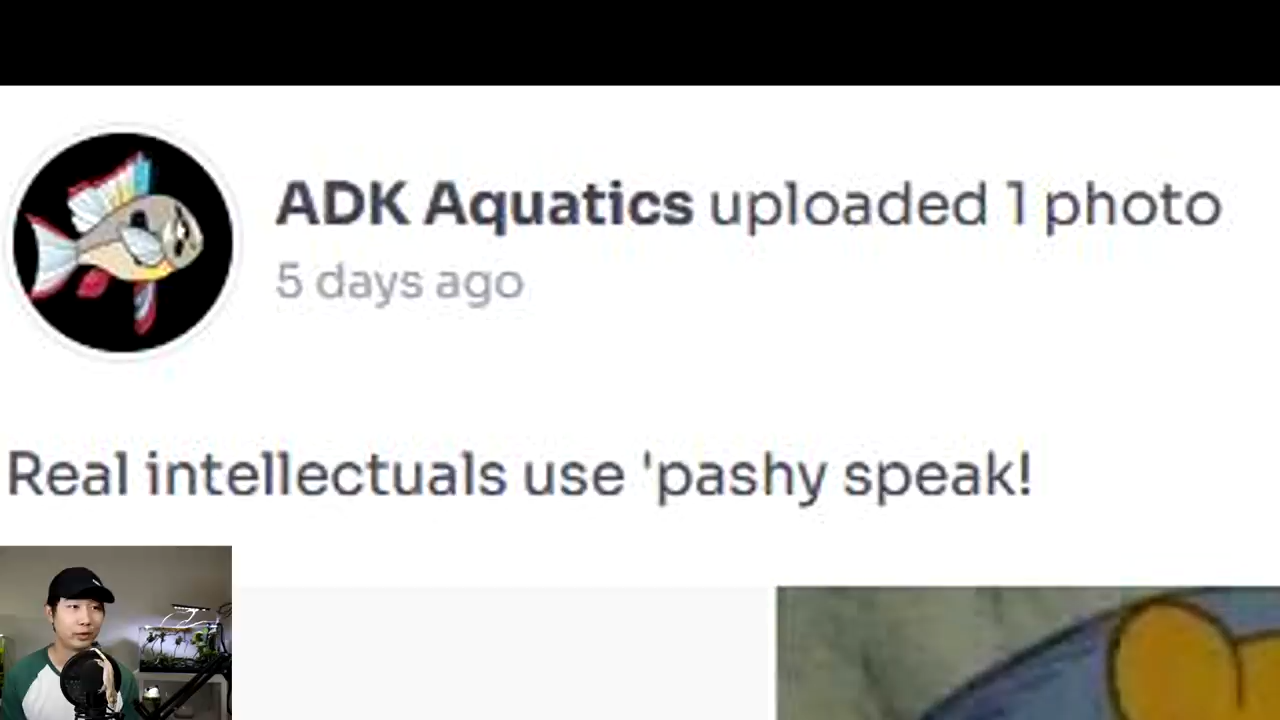 ADK Aquatics uploaded 1 photo
5 days ago
Real intellectuals use 'pashy speak!